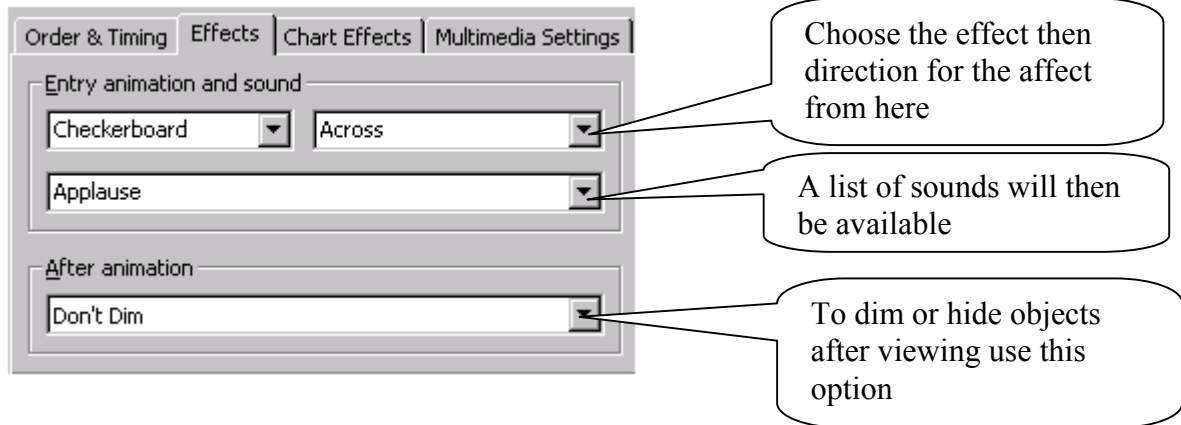 Order & Timing Effects Chart Effects Multimedia Settings
Entry animation and sound
Checkerboard Across
Applause
After animation
Don't Dim
Choose the effect then
direction for the affect
from here
A list of sounds will then
be available
To dim or hide objects
after viewing use this
option